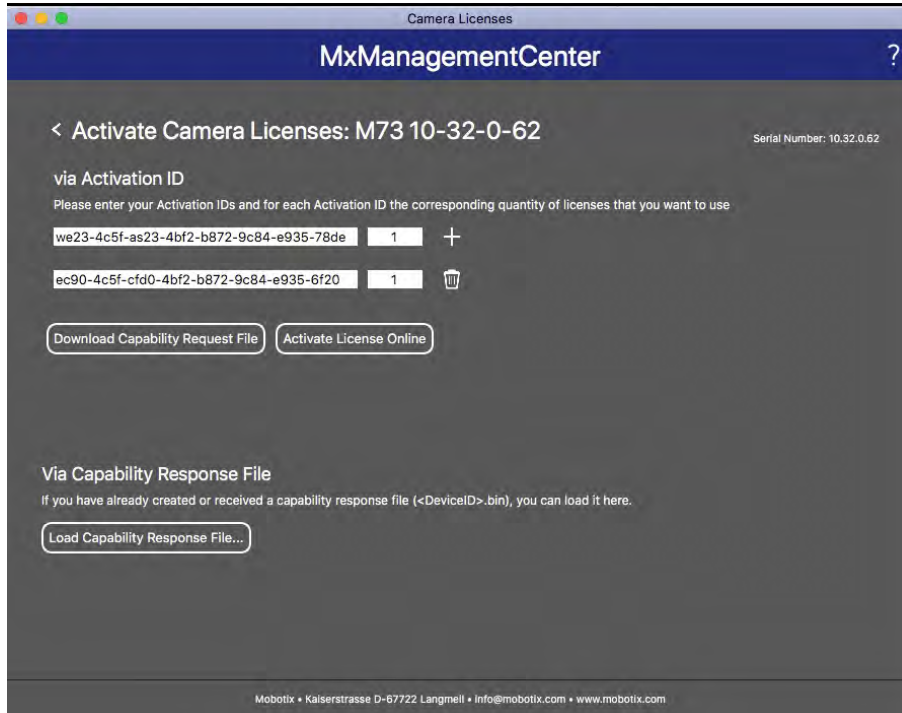 Camera Licenses
MxManagementCenter
?
< Activate Camera Licenses: M73 10-32-0-62
Serial Number: 10.32.0.62
via Activation ID
Please enter your Activation IDs and for each Activation ID the corresponding quantity of licenses that you want to use
we23-4c5f-as23-4bf2-b872-9c84-e935-78de 1 +
ec90-4c5f-cfd0-4bf2-b872-9c84-e935-6f20 1
Download Capability Request File Activate License Online
Via Capability Response File
If you have already created or received a capability response file (<DeviceID>.bin), you can load it here.
Load Capability Response File...
Mobotix • Kaiserstrasse D-67722 Langmeil • info@mobotix.com • www.mobotix.com